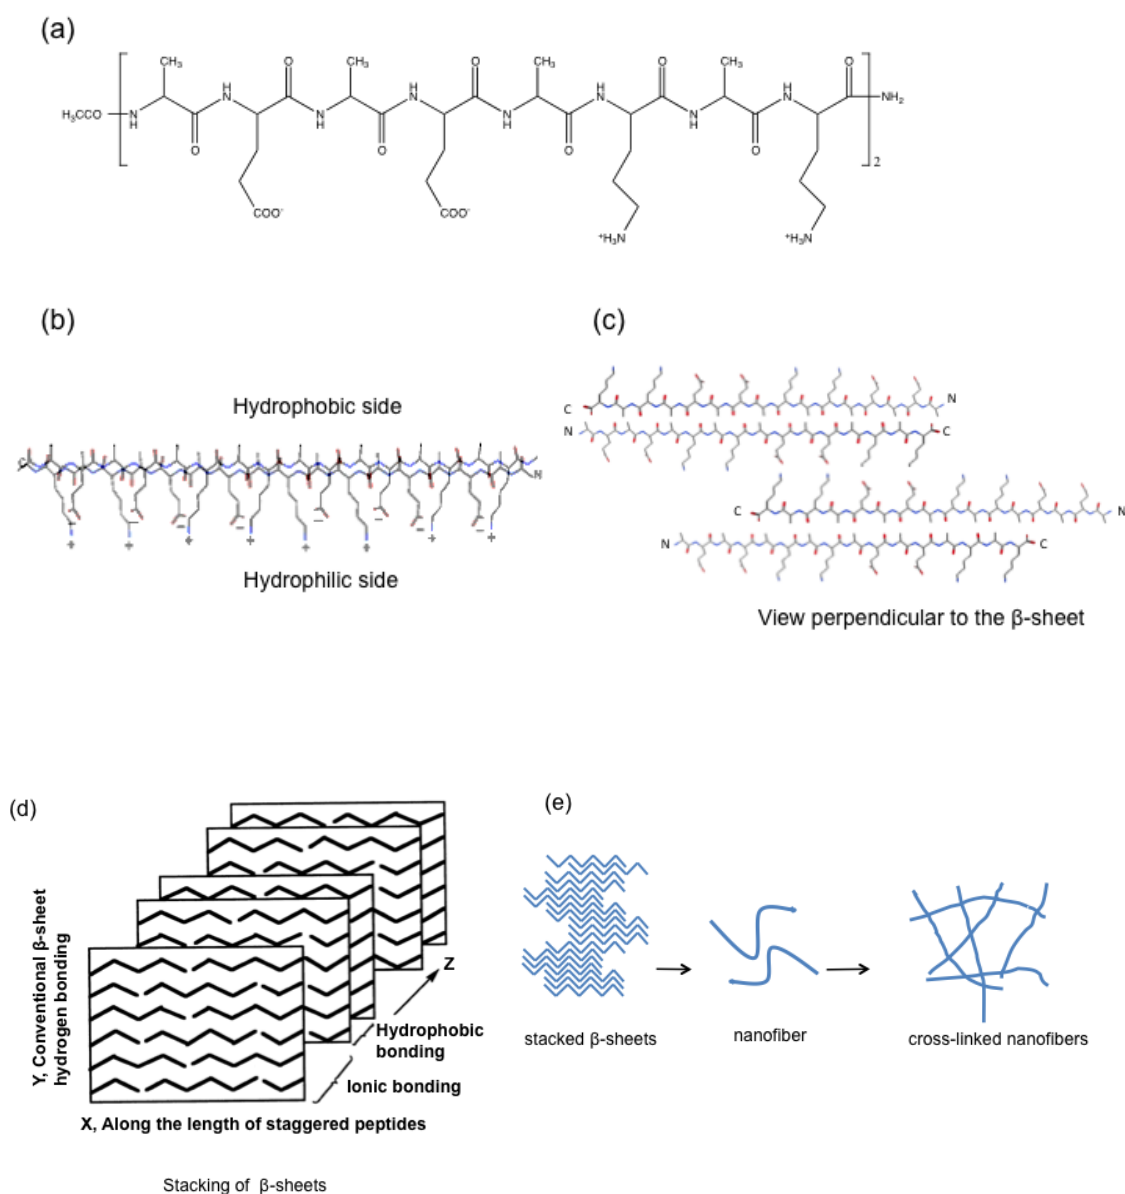 (a)
CH₃ O CH₃ O CH₃ O CH₃ O
H N H N H N H N
H₃CCO N H N H N H N H NH₂
O O O O
2
COO⁻ COO⁻
⁺H₃N ⁺H₃N
(b)
(c)
Hydrophobic side
C N
N C
C N
N C
Hydrophilic side
View perpendicular to the β-sheet
(d)
(e)
Y, Conventional β-sheet
hydrogen bonding
Z
Hydrophobic
bonding
Ionic bonding
X, Along the length of staggered peptides
Stacking of β-sheets
stacked β-sheets
nanofiber
cross-linked nanofibers